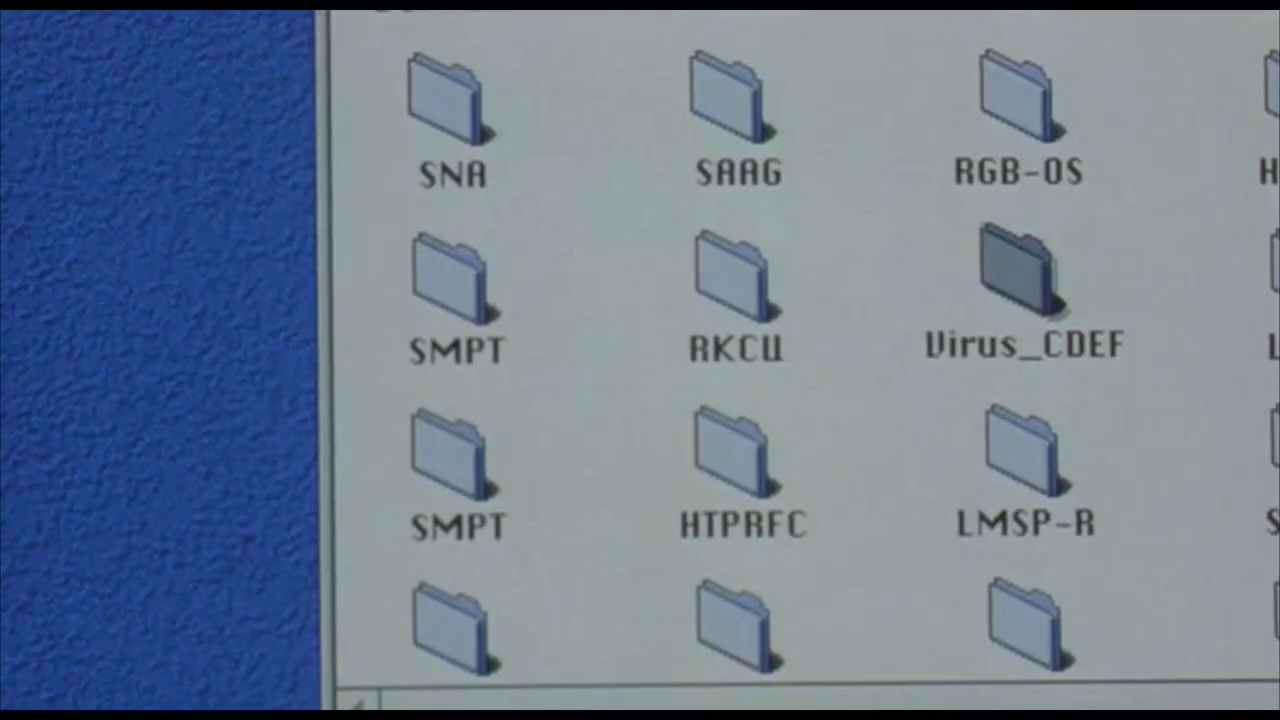 SNA SAAG RGB-OS H
SMPT RKCU Virus_CDEF L
SMPT HTPRFC LMSP-R S